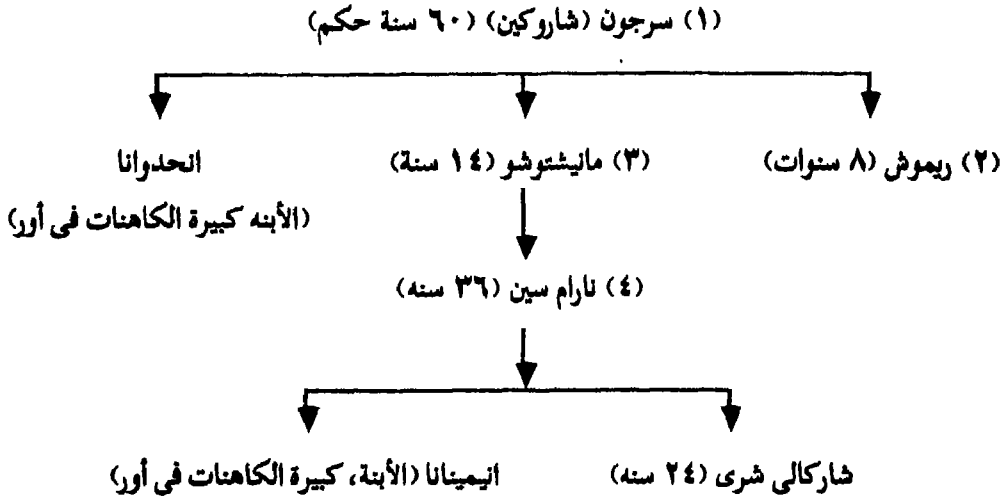 (١) سرجون (شاروكين) (٦٠ سنة حكم)
(٢) ريموش (٨ سنوات)
(٣) مانيشتوشو (١٤ سنة)
انحدوانا
(الأبنه كبيرة الكاهنات فى أور)
(٤) نارام سين (٣٦ سنه)
شاركالى شرى (٢٤ سنه)
انيمينانا (الأبنة، كبيرة الكاهنات فى أور)